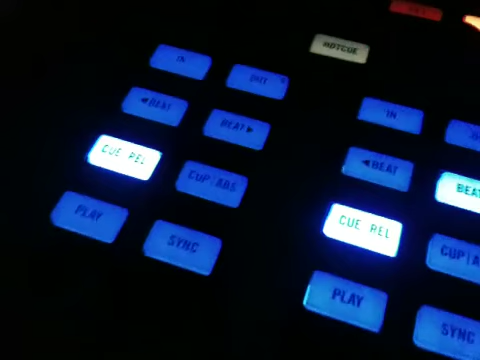 HOTCUE
IN
OUT
◄BEAT
BEAT►
CUE REL
CUP|ABS
PLAY
SYNC
IN
◄BEAT
BEAT
CUE REL
CUP|A
PLAY
SYNC